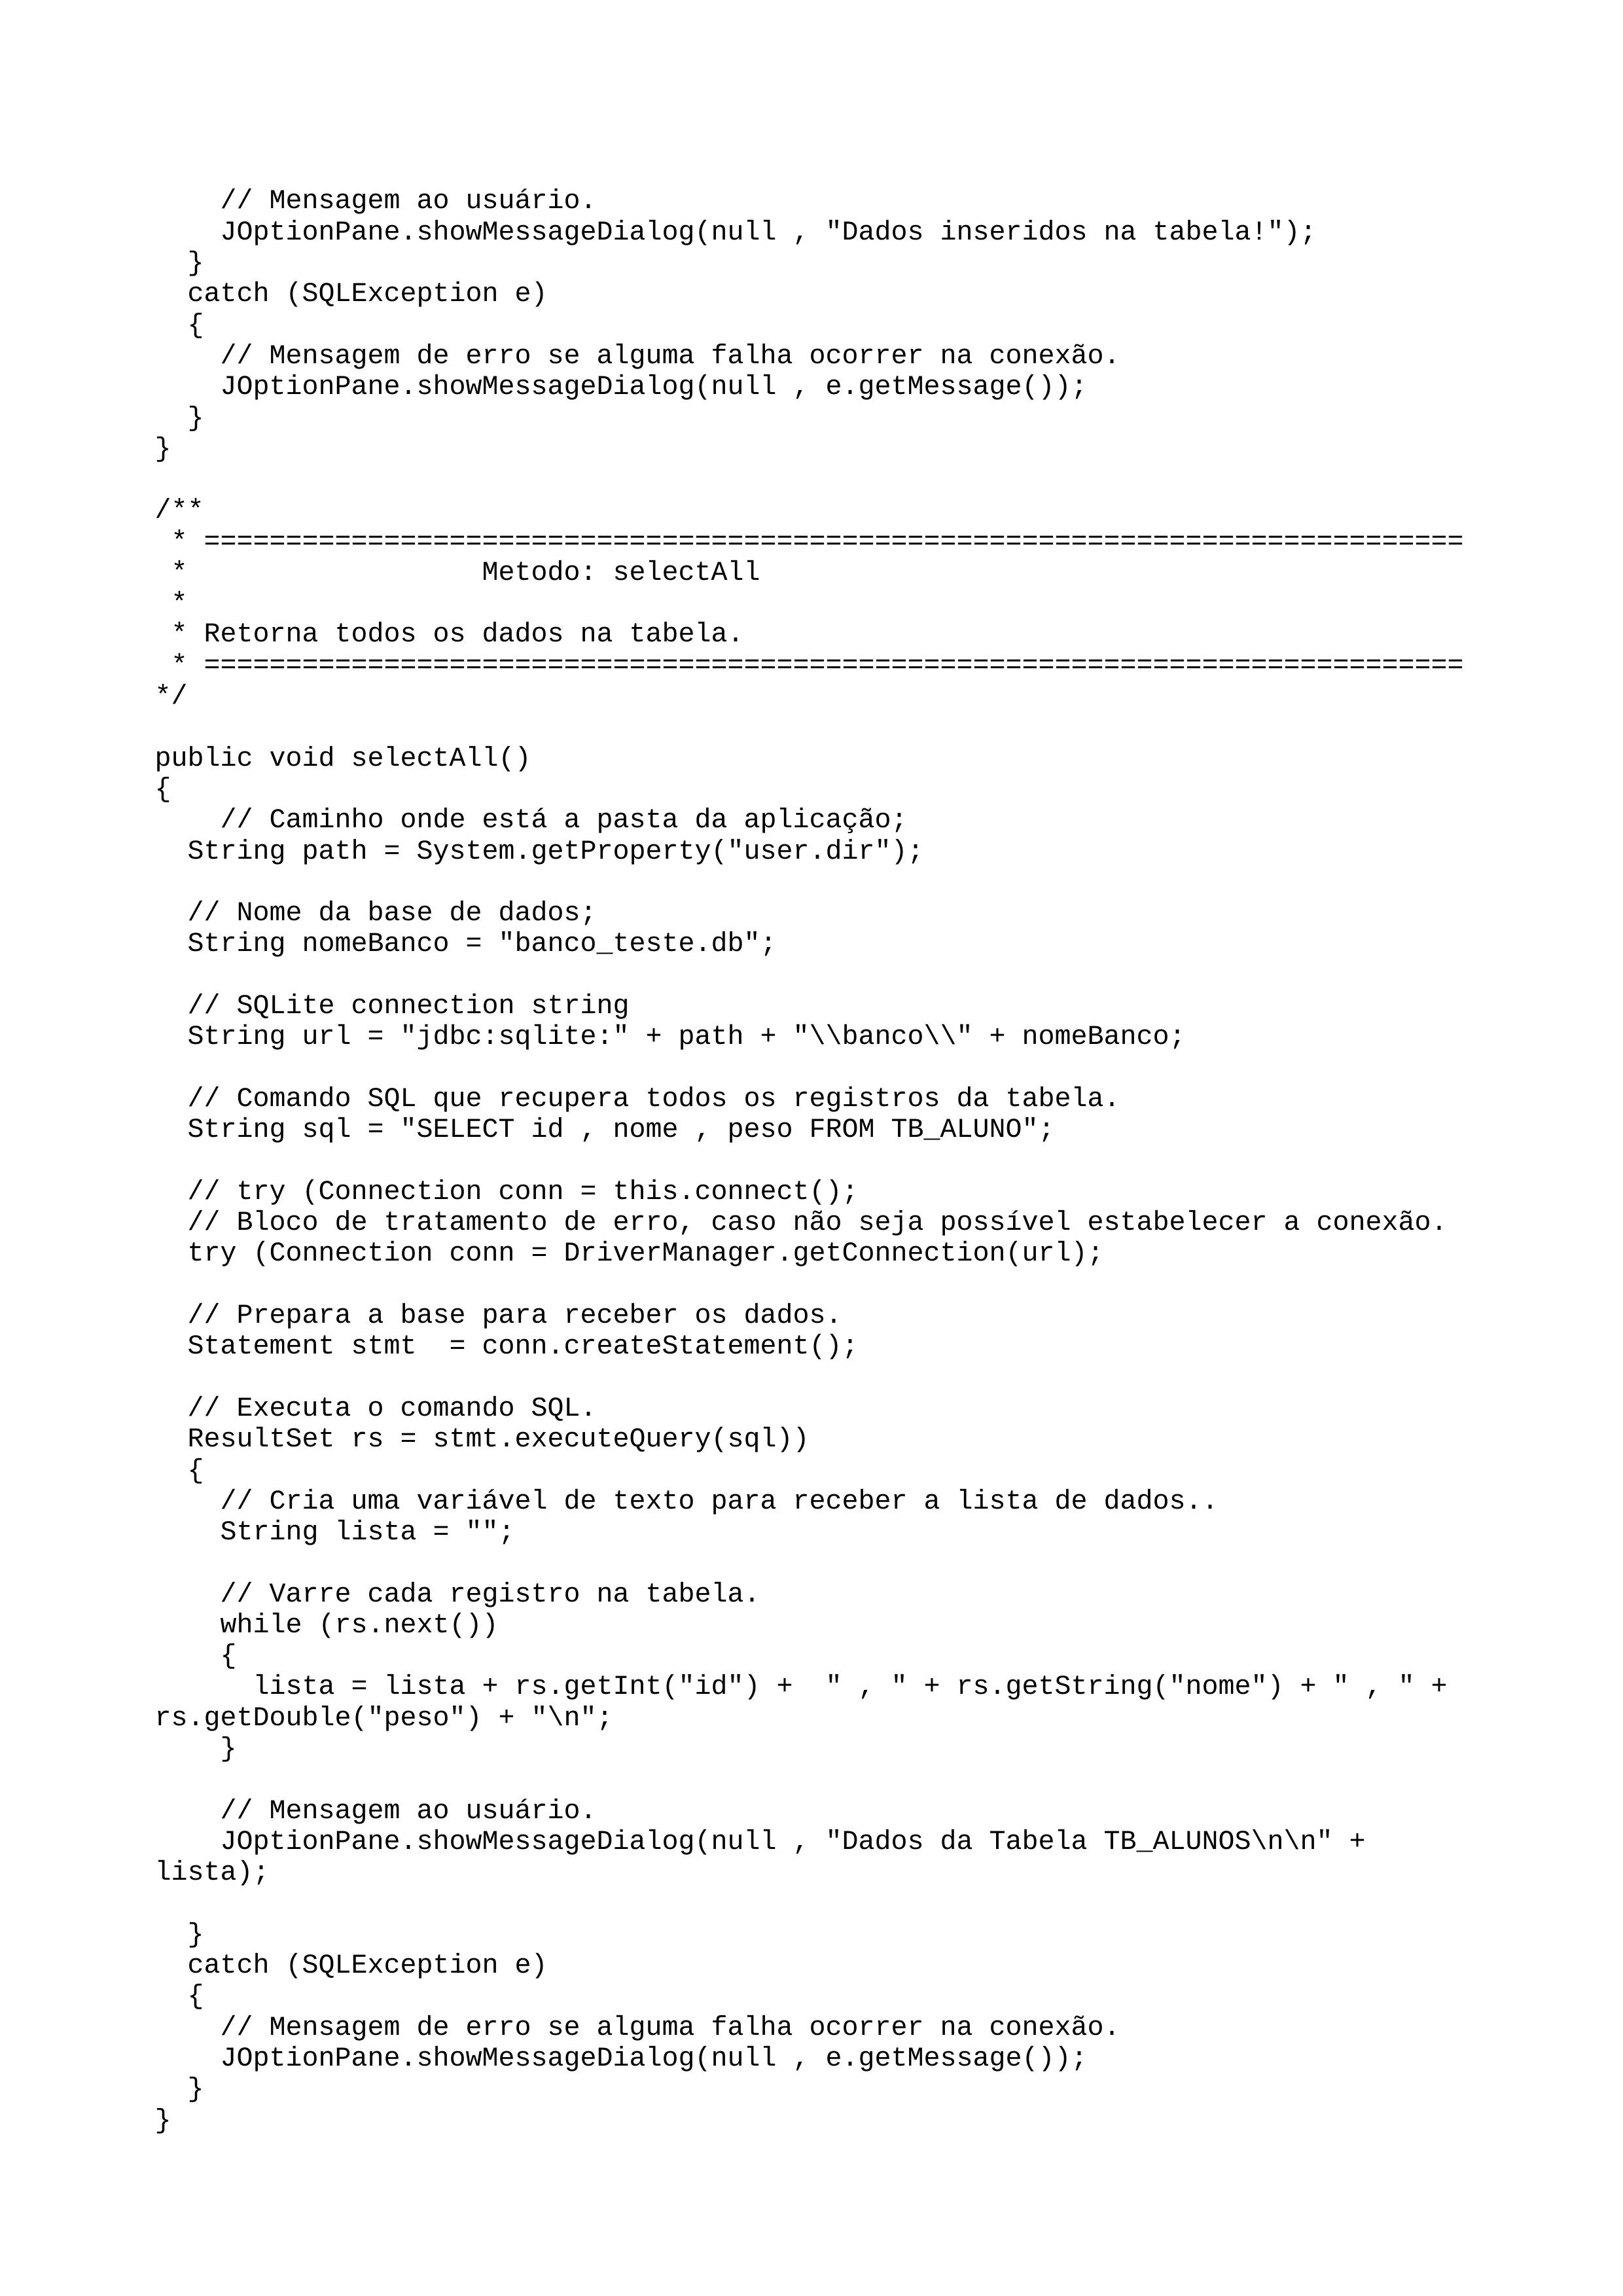 // Mensagem ao usuário.
    JOptionPane.showMessageDialog(null , "Dados inseridos na tabela!");
  }
  catch (SQLException e)
  {
    // Mensagem de erro se alguma falha ocorrer na conexão.
    JOptionPane.showMessageDialog(null , e.getMessage());
  }
}

/**
 * =============================================================================
 *                  Metodo: selectAll
 *
 * Retorna todos os dados na tabela.
 * =============================================================================
*/

public void selectAll()
{
    // Caminho onde está a pasta da aplicação;
  String path = System.getProperty("user.dir");

  // Nome da base de dados;
  String nomeBanco = "banco_teste.db";

  // SQLite connection string
  String url = "jdbc:sqlite:" + path + "\\banco\\" + nomeBanco;

  // Comando SQL que recupera todos os registros da tabela.
  String sql = "SELECT id , nome , peso FROM TB_ALUNO";

  // try (Connection conn = this.connect();
  // Bloco de tratamento de erro, caso não seja possível estabelecer a conexão.
  try (Connection conn = DriverManager.getConnection(url);

  // Prepara a base para receber os dados.
  Statement stmt  = conn.createStatement();

  // Executa o comando SQL.
  ResultSet rs = stmt.executeQuery(sql))
  {
    // Cria uma variável de texto para receber a lista de dados..
    String lista = "";

    // Varre cada registro na tabela.
    while (rs.next())
    {
      lista = lista + rs.getInt("id") +  " , " + rs.getString("nome") + " , " +
rs.getDouble("peso") + "\n";
    }

    // Mensagem ao usuário.
    JOptionPane.showMessageDialog(null , "Dados da Tabela TB_ALUNOS\n\n" +
lista);

  }
  catch (SQLException e)
  {
    // Mensagem de erro se alguma falha ocorrer na conexão.
    JOptionPane.showMessageDialog(null , e.getMessage());
  }
}